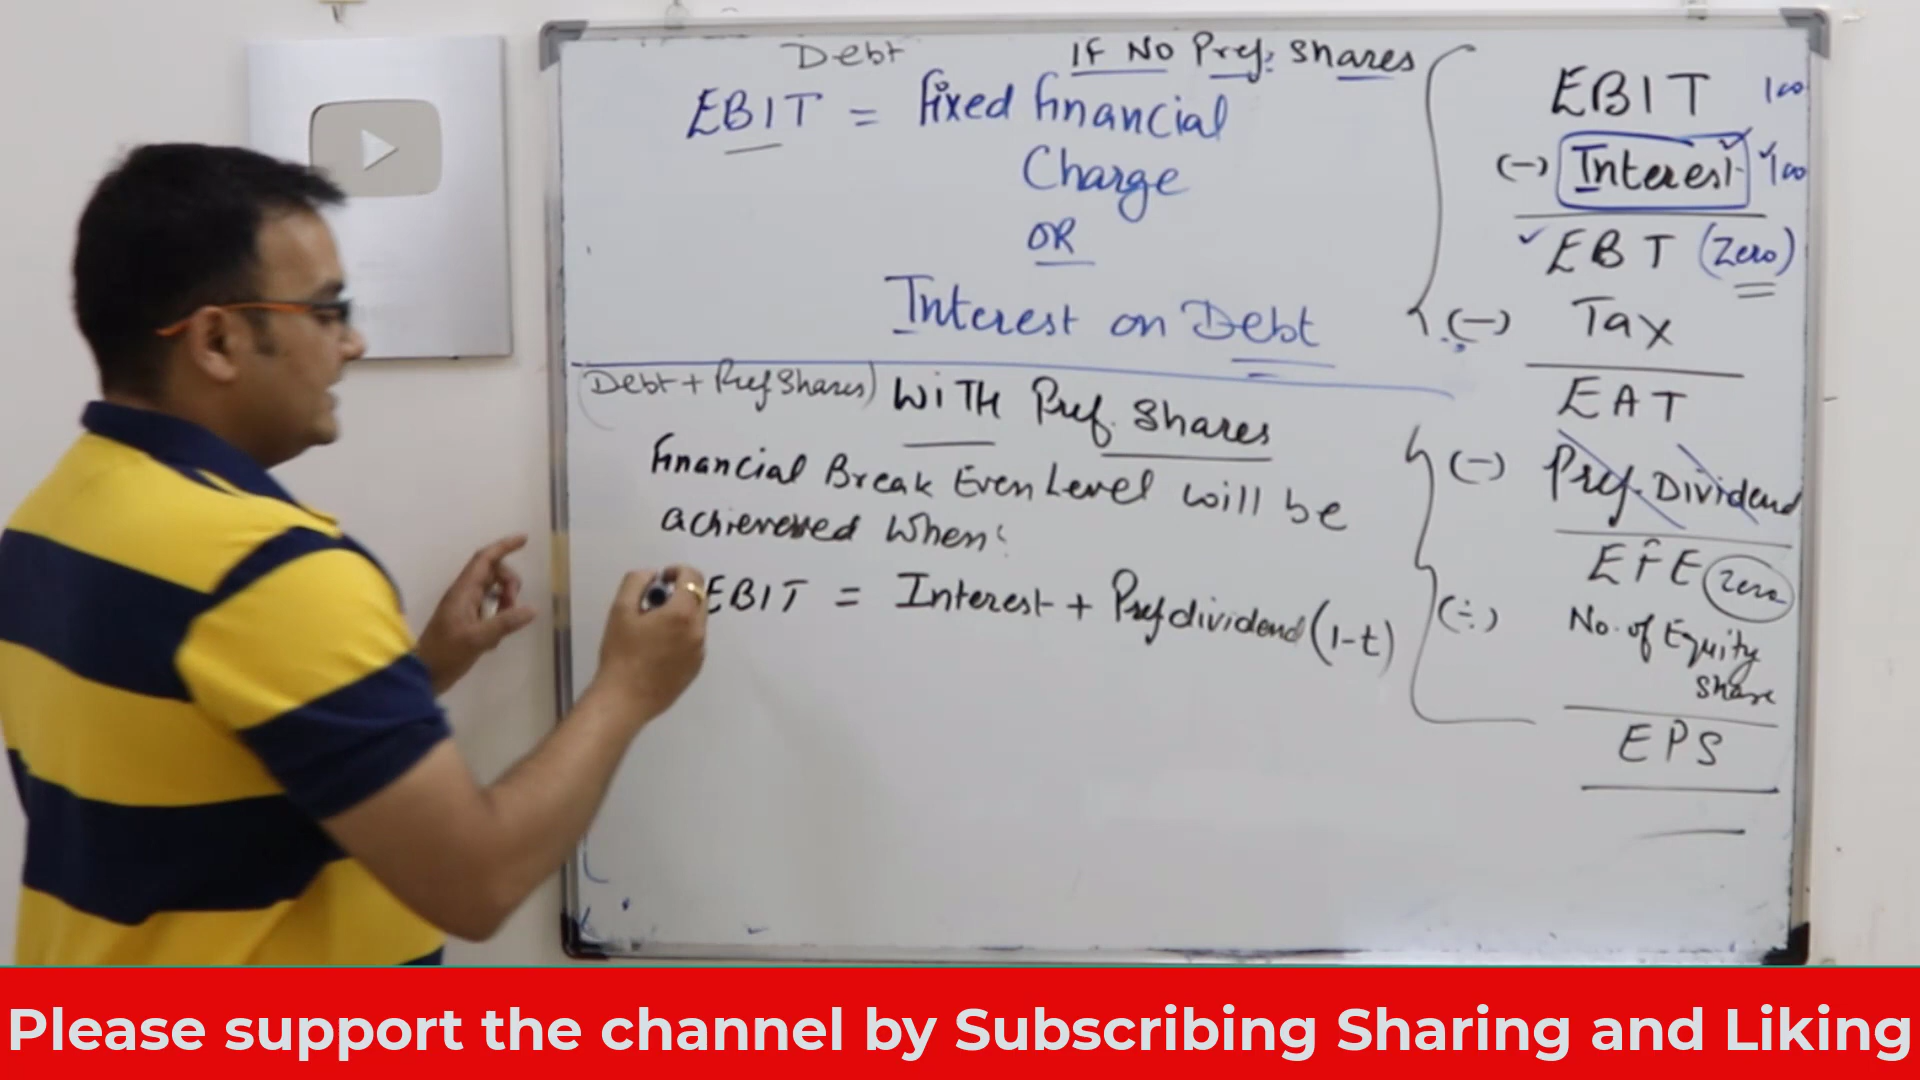 Debt IF No Pref. Shares
EBIT = Fixed Financial
Charge
OR
Interest on Debt
(Debt + Pref Shares) WITH Pref. Shares
Financial Break Even Level will be
achieved when:
EBIT = Interest + Pref dividend (1-t)
EBIT 100
(-) Interest 100
EBT (Zero)
(-) Tax
EAT
(-) Pref. Dividend
EFE Zero
(÷) No. of Equity
Share
EPS
Please support the channel by Subscribing Sharing and Liking